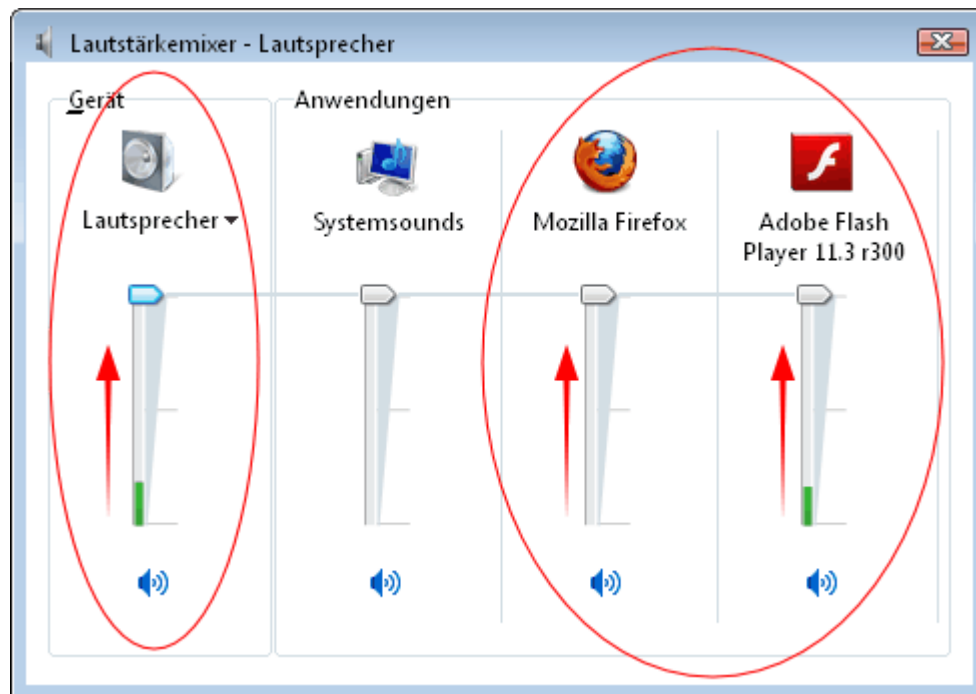 Lautstärkemixer - Lautsprecher
Gerät
Anwendungen
Lautsprecher
Systemsounds
Mozilla Firefox
Adobe Flash
Player 11.3 r300